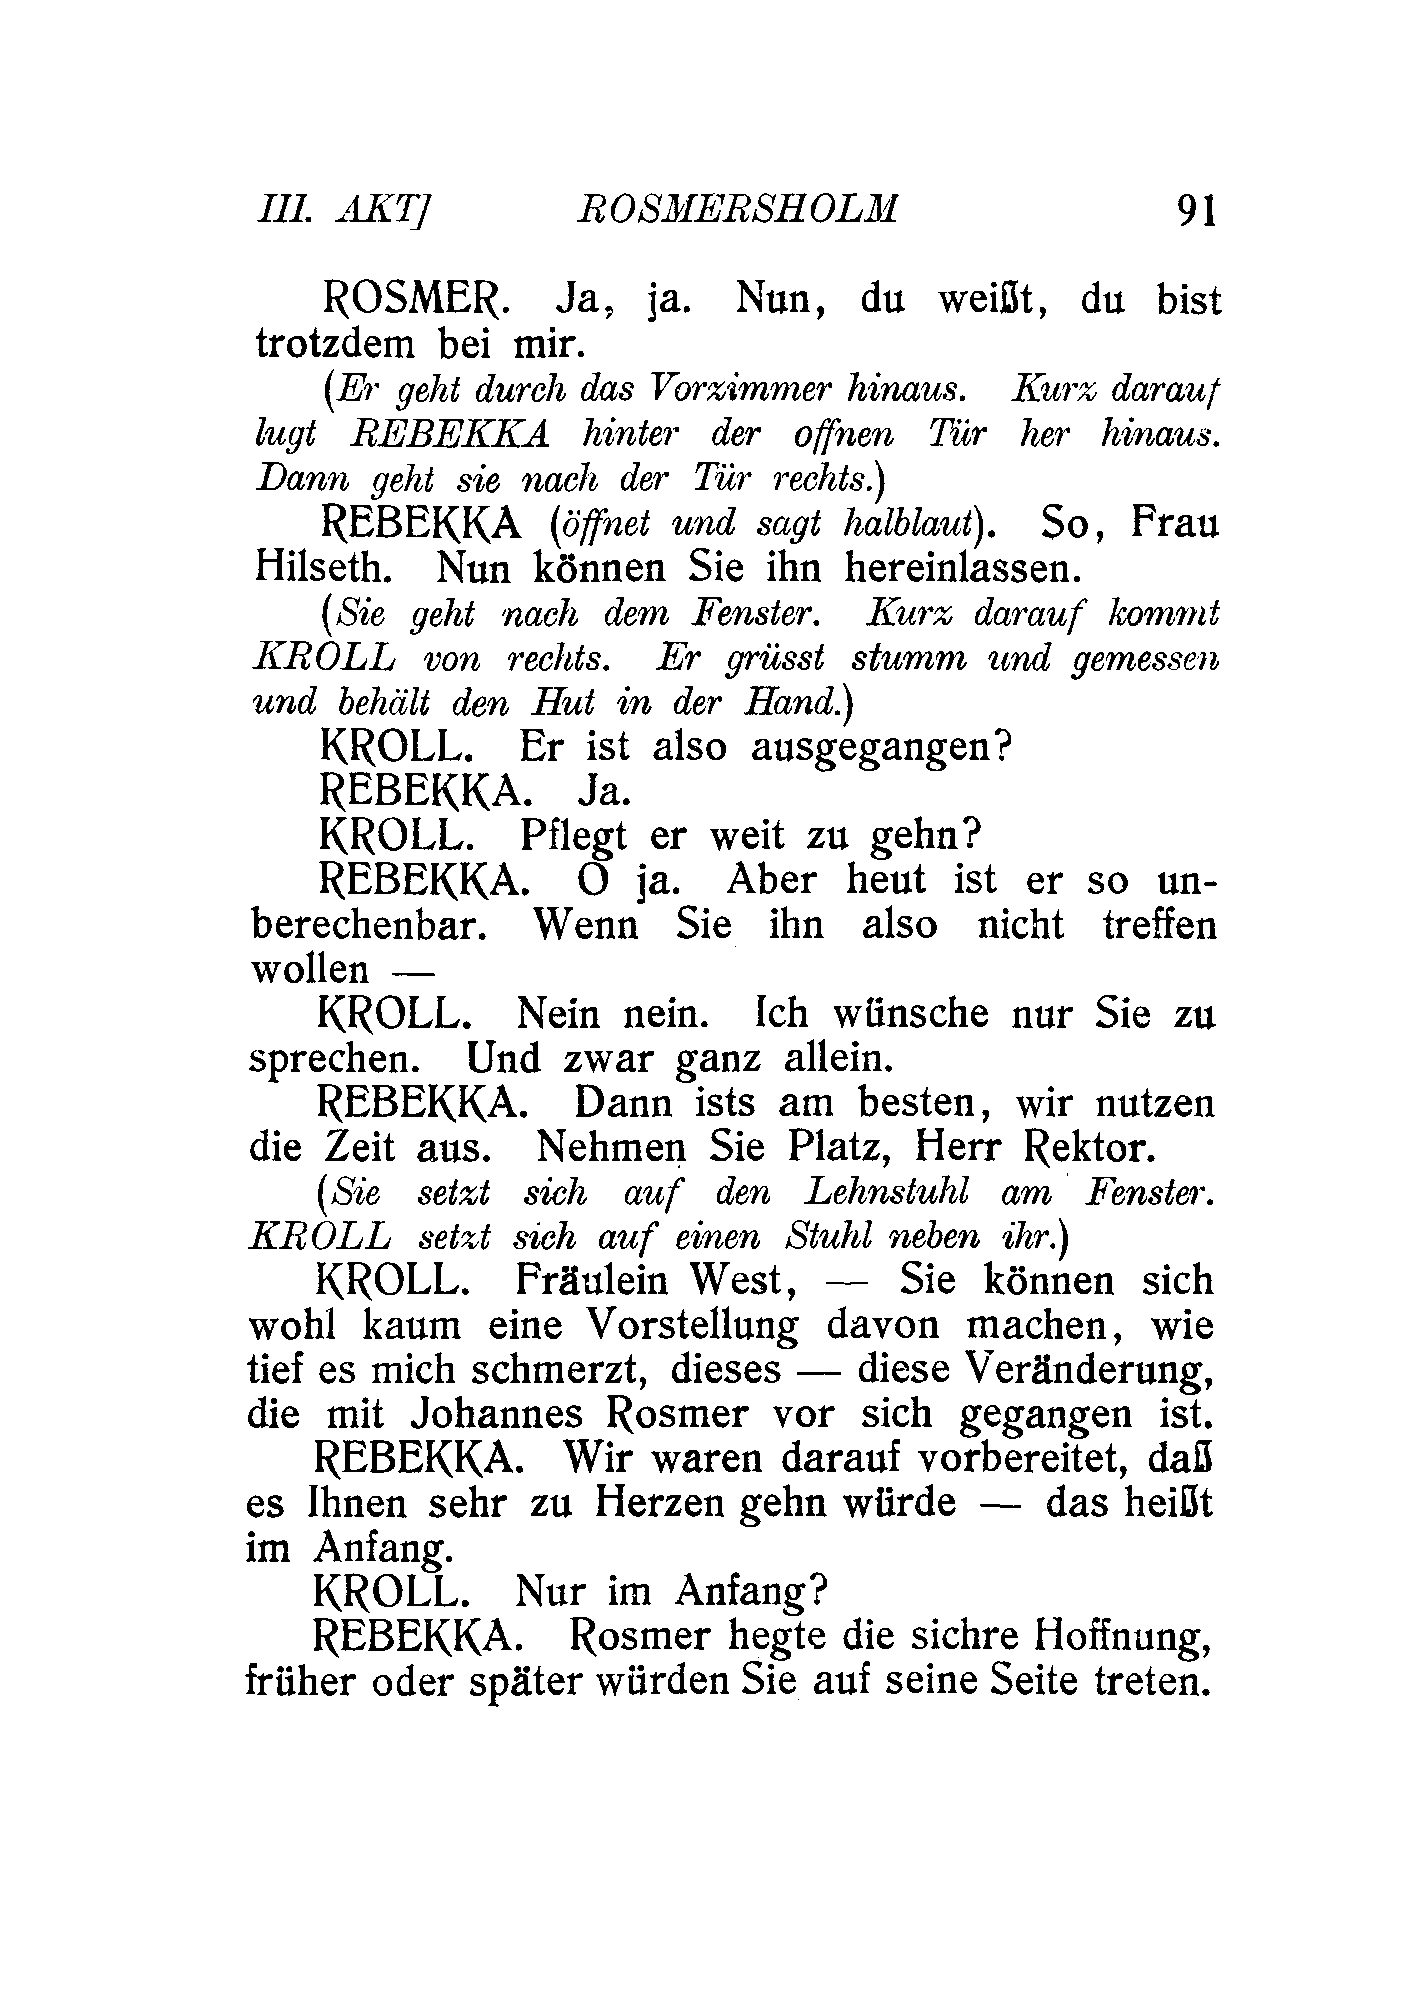 III. AKT] ROSMERSHOLM 91
ROSMER. Ja, ja. Nun, du weißt, du bist
trotzdem bei mir.
(Er geht durch das Vorzimmer hinaus. Kurz darauf
lugt REBEKKA hinter der offnen Tür her hinaus.
Dann geht sie nach der Tür rechts.)
REBEKKA (öffnet und sagt halblaut). So, Frau
Hilseth. Nun können Sie ihn hereinlassen.
(Sie geht nach dem Fenster. Kurz darauf kommt
KROLL von rechts. Er grüsst stumm und gemessen
und behält den Hut in der Hand.)
KROLL. Er ist also ausgegangen?
REBEKKA. Ja.
KROLL. Pflegt er weit zu gehn?
REBEKKA. O ja. Aber heut ist er so un-
berechenbar. Wenn Sie ihn also nicht treffen
wollen —
KROLL. Nein nein. Ich wünsche nur Sie zu
sprechen. Und zwar ganz allein.
REBEKKA. Dann ists am besten, wir nutzen
die Zeit aus. Nehmen Sie Platz, Herr Rektor.
(Sie setzt sich auf den Lehnstuhl am Fenster.
KROLL setzt sich auf einen Stuhl neben ihr.)
KROLL. Fräulein West, — Sie können sich
wohl kaum eine Vorstellung davon machen, wie
tief es mich schmerzt, dieses — diese Veränderung,
die mit Johannes Rosmer vor sich gegangen ist.
REBEKKA. Wir waren darauf vorbereitet, daß
es Ihnen sehr zu Herzen gehn würde — das heißt
im Anfang.
KROLL. Nur im Anfang?
REBEKKA. Rosmer hegte die sichre Hoffnung,
früher oder später würden Sie auf seine Seite treten.